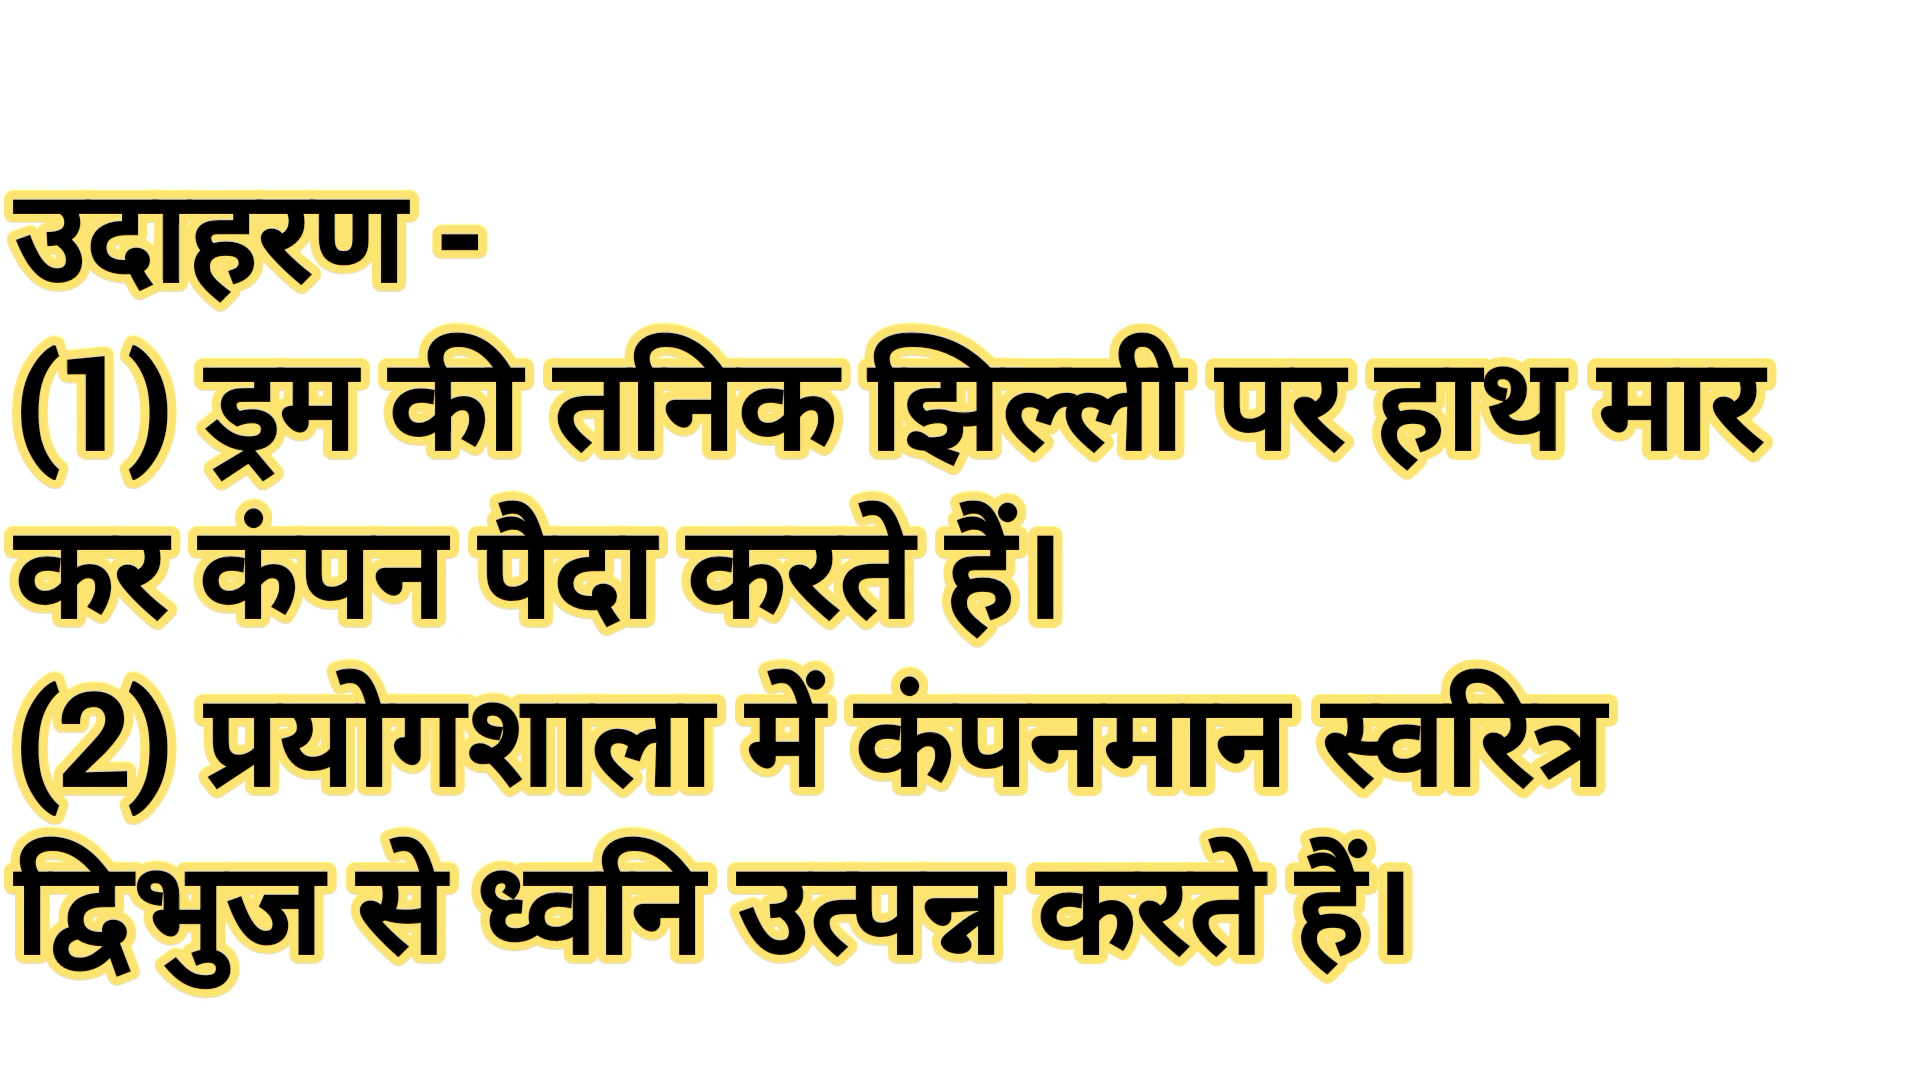 उदाहरण -
(1) ड्रम की तनिक झिल्ली पर हाथ मार
कर कंपन पैदा करते हैं।
(2) प्रयोगशाला में कंपनमान स्वरित्र
द्विभुज से ध्वनि उत्पन्न करते हैं।